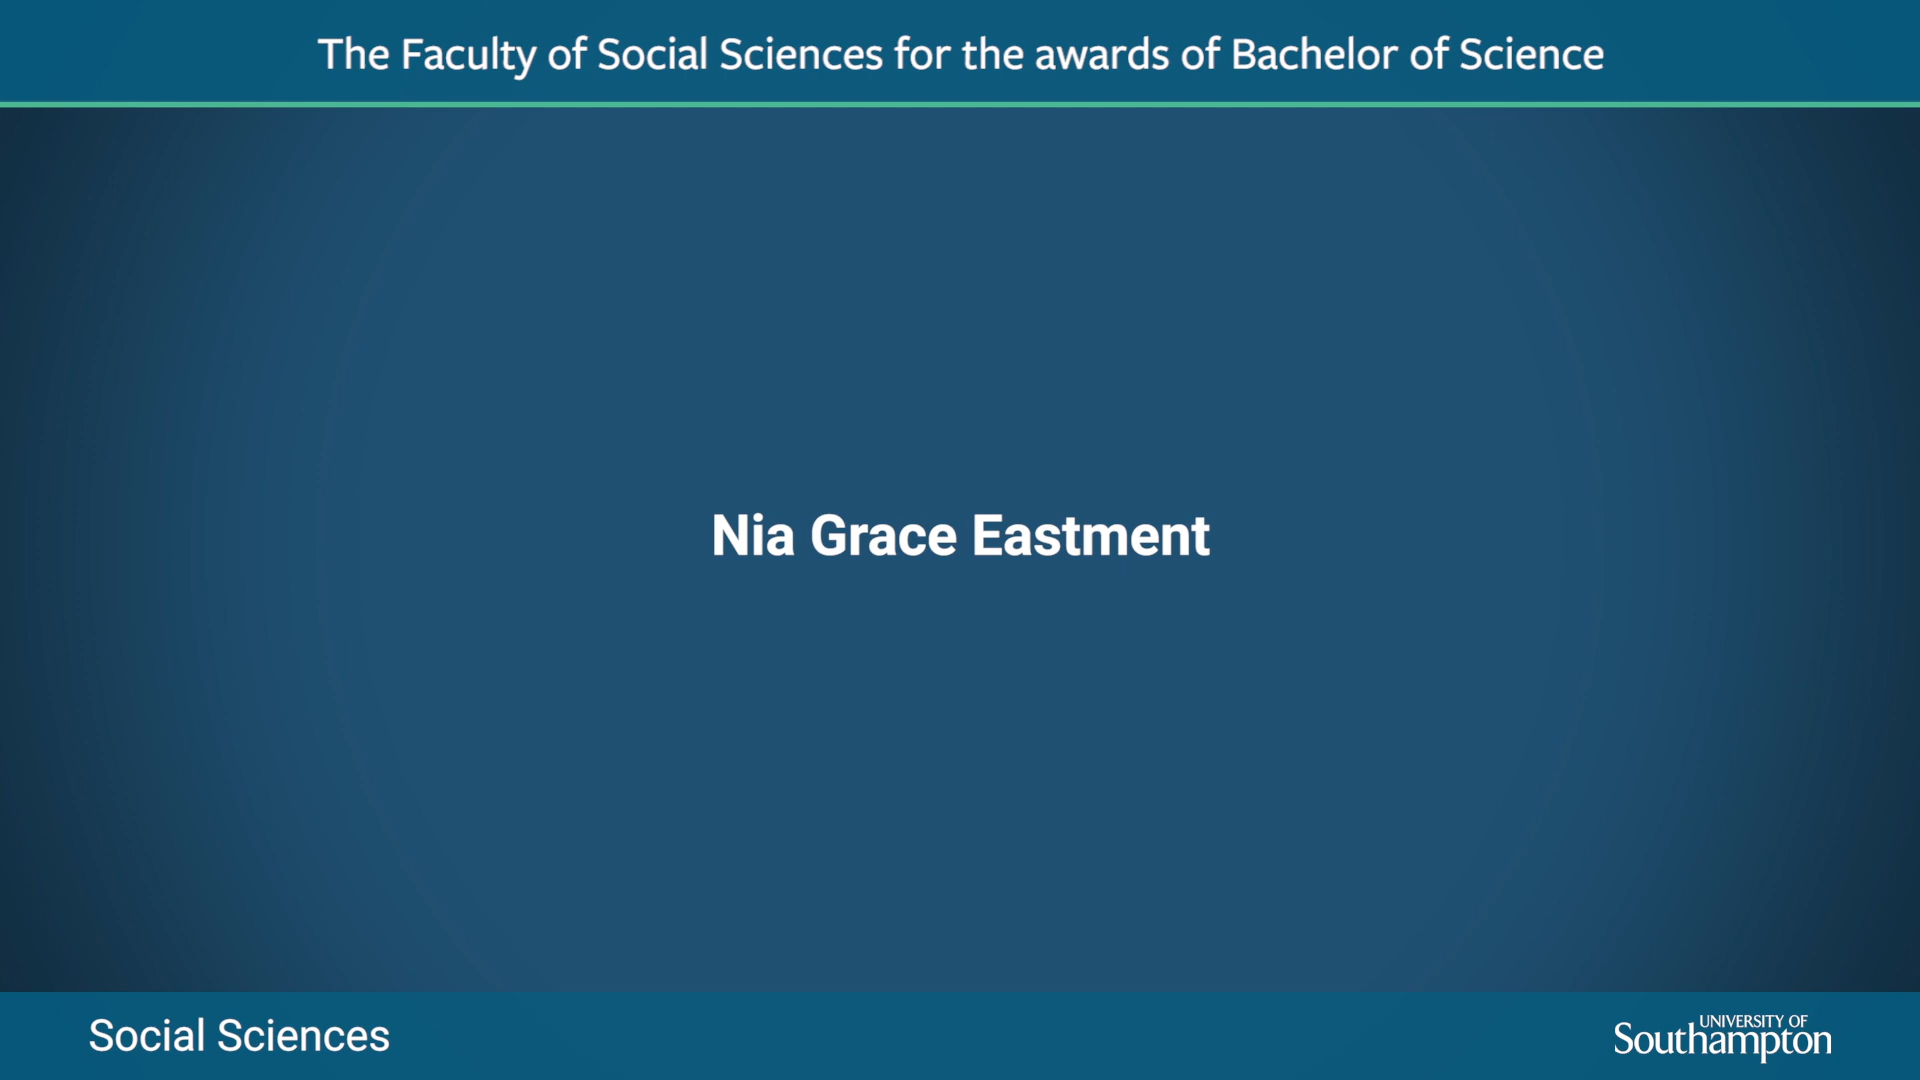 The Faculty of Social Sciences for the awards of Bachelor of Science
Nia Grace Eastment
Social Sciences
UNIVERSITY OF
Southampton